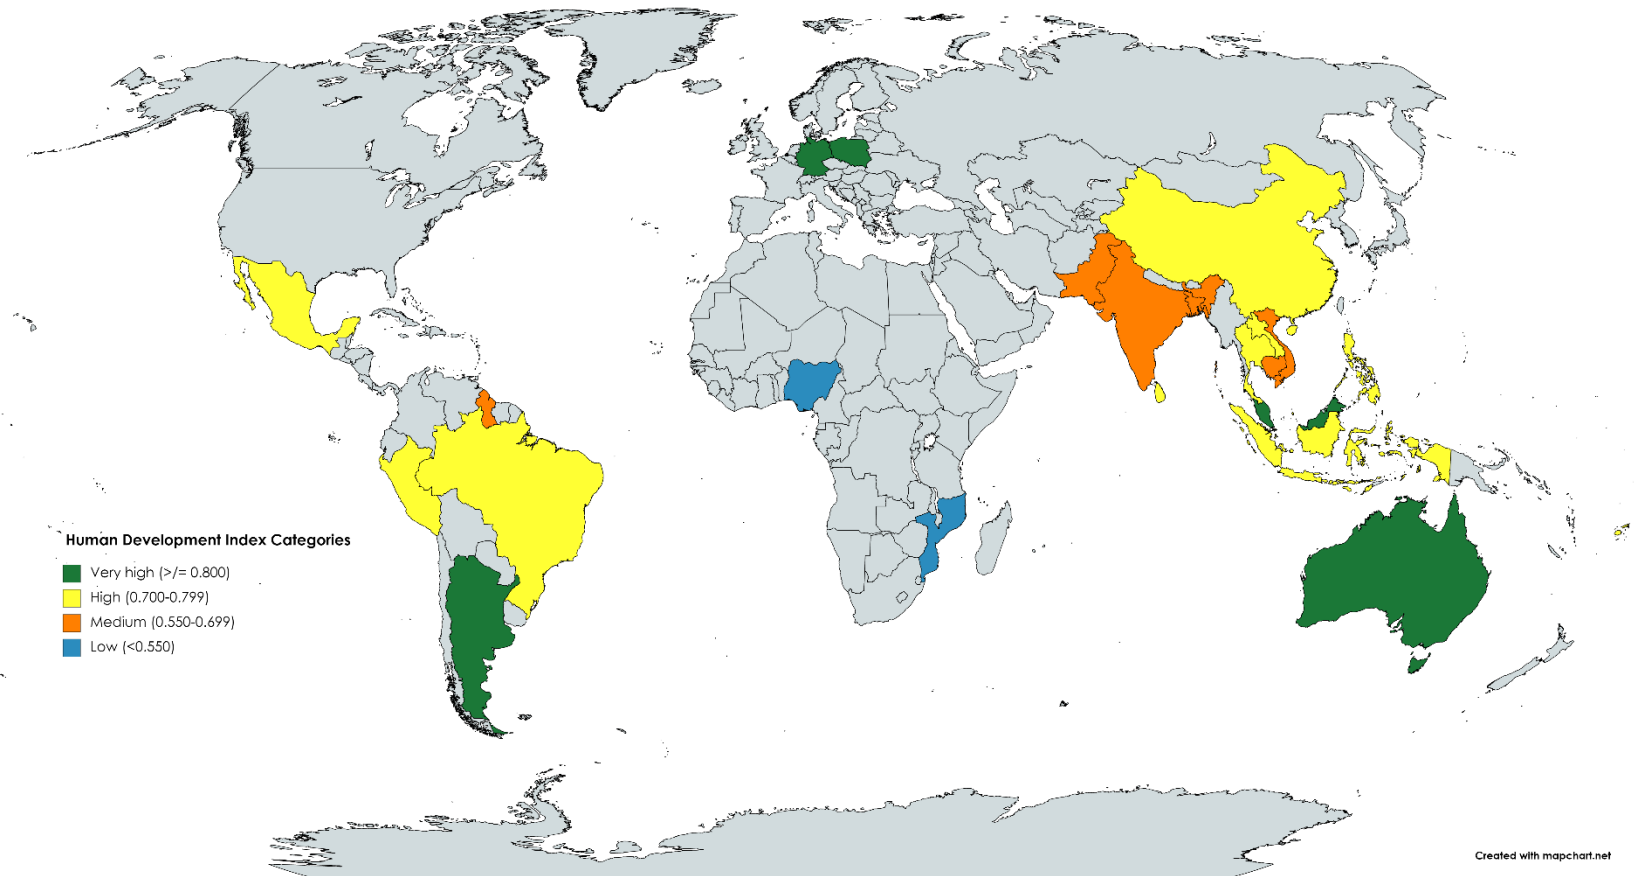 Human Development Index Categories
Very high (>/= 0.800)
High (0.700-0.799)
Medium (0.550-0.699)
Low (<0.550)
Created with mapchart.net